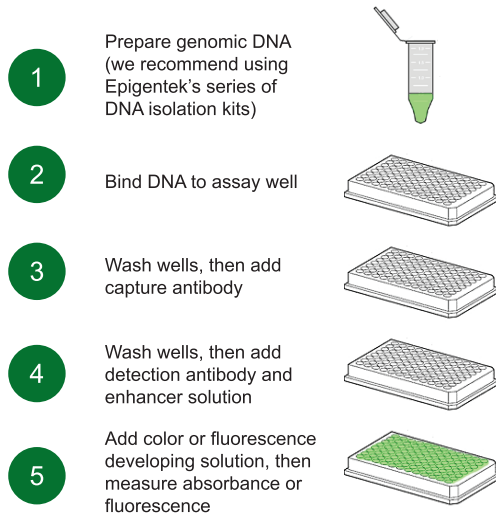 1
Prepare genomic DNA
(we recommend using
Epigentek's series of
DNA isolation kits)
2
Bind DNA to assay well
3
Wash wells, then add
capture antibody
4
Wash wells, then add
detection antibody and
enhancer solution
5
Add color or fluorescence
developing solution, then
measure absorbance or
fluorescence